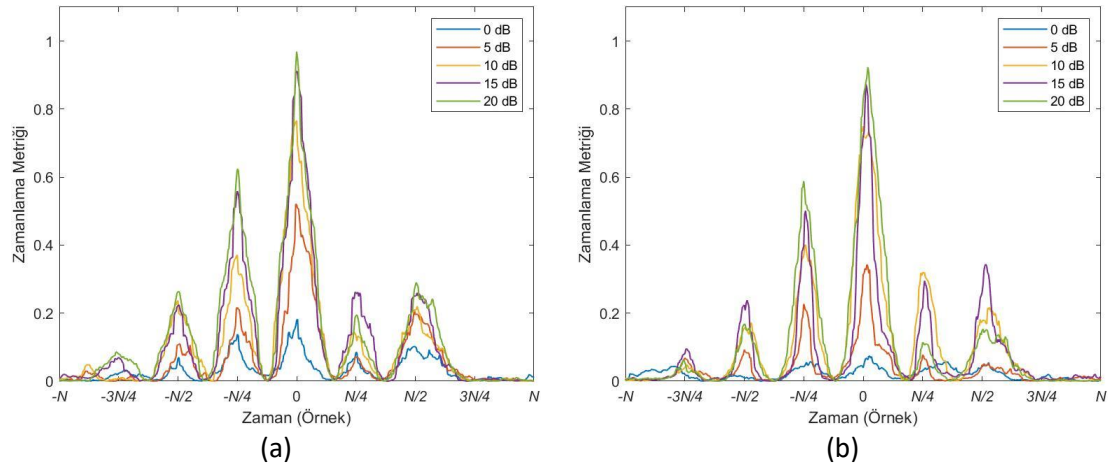 1
0.8
0.6
0.4
0.2
0
Zamanlama Metriği
-N -3N/4 -N/2 -N/4 0 N/4 N/2 3N/4 N
Zaman (Örnek)
0 dB
5 dB
10 dB
15 dB
20 dB
(a)
1
0.8
0.6
0.4
0.2
0
Zamanlama Metriği
-N -3N/4 -N/2 -N/4 0 N/4 N/2 3N/4 N
Zaman (Örnek)
0 dB
5 dB
10 dB
15 dB
20 dB
(b)